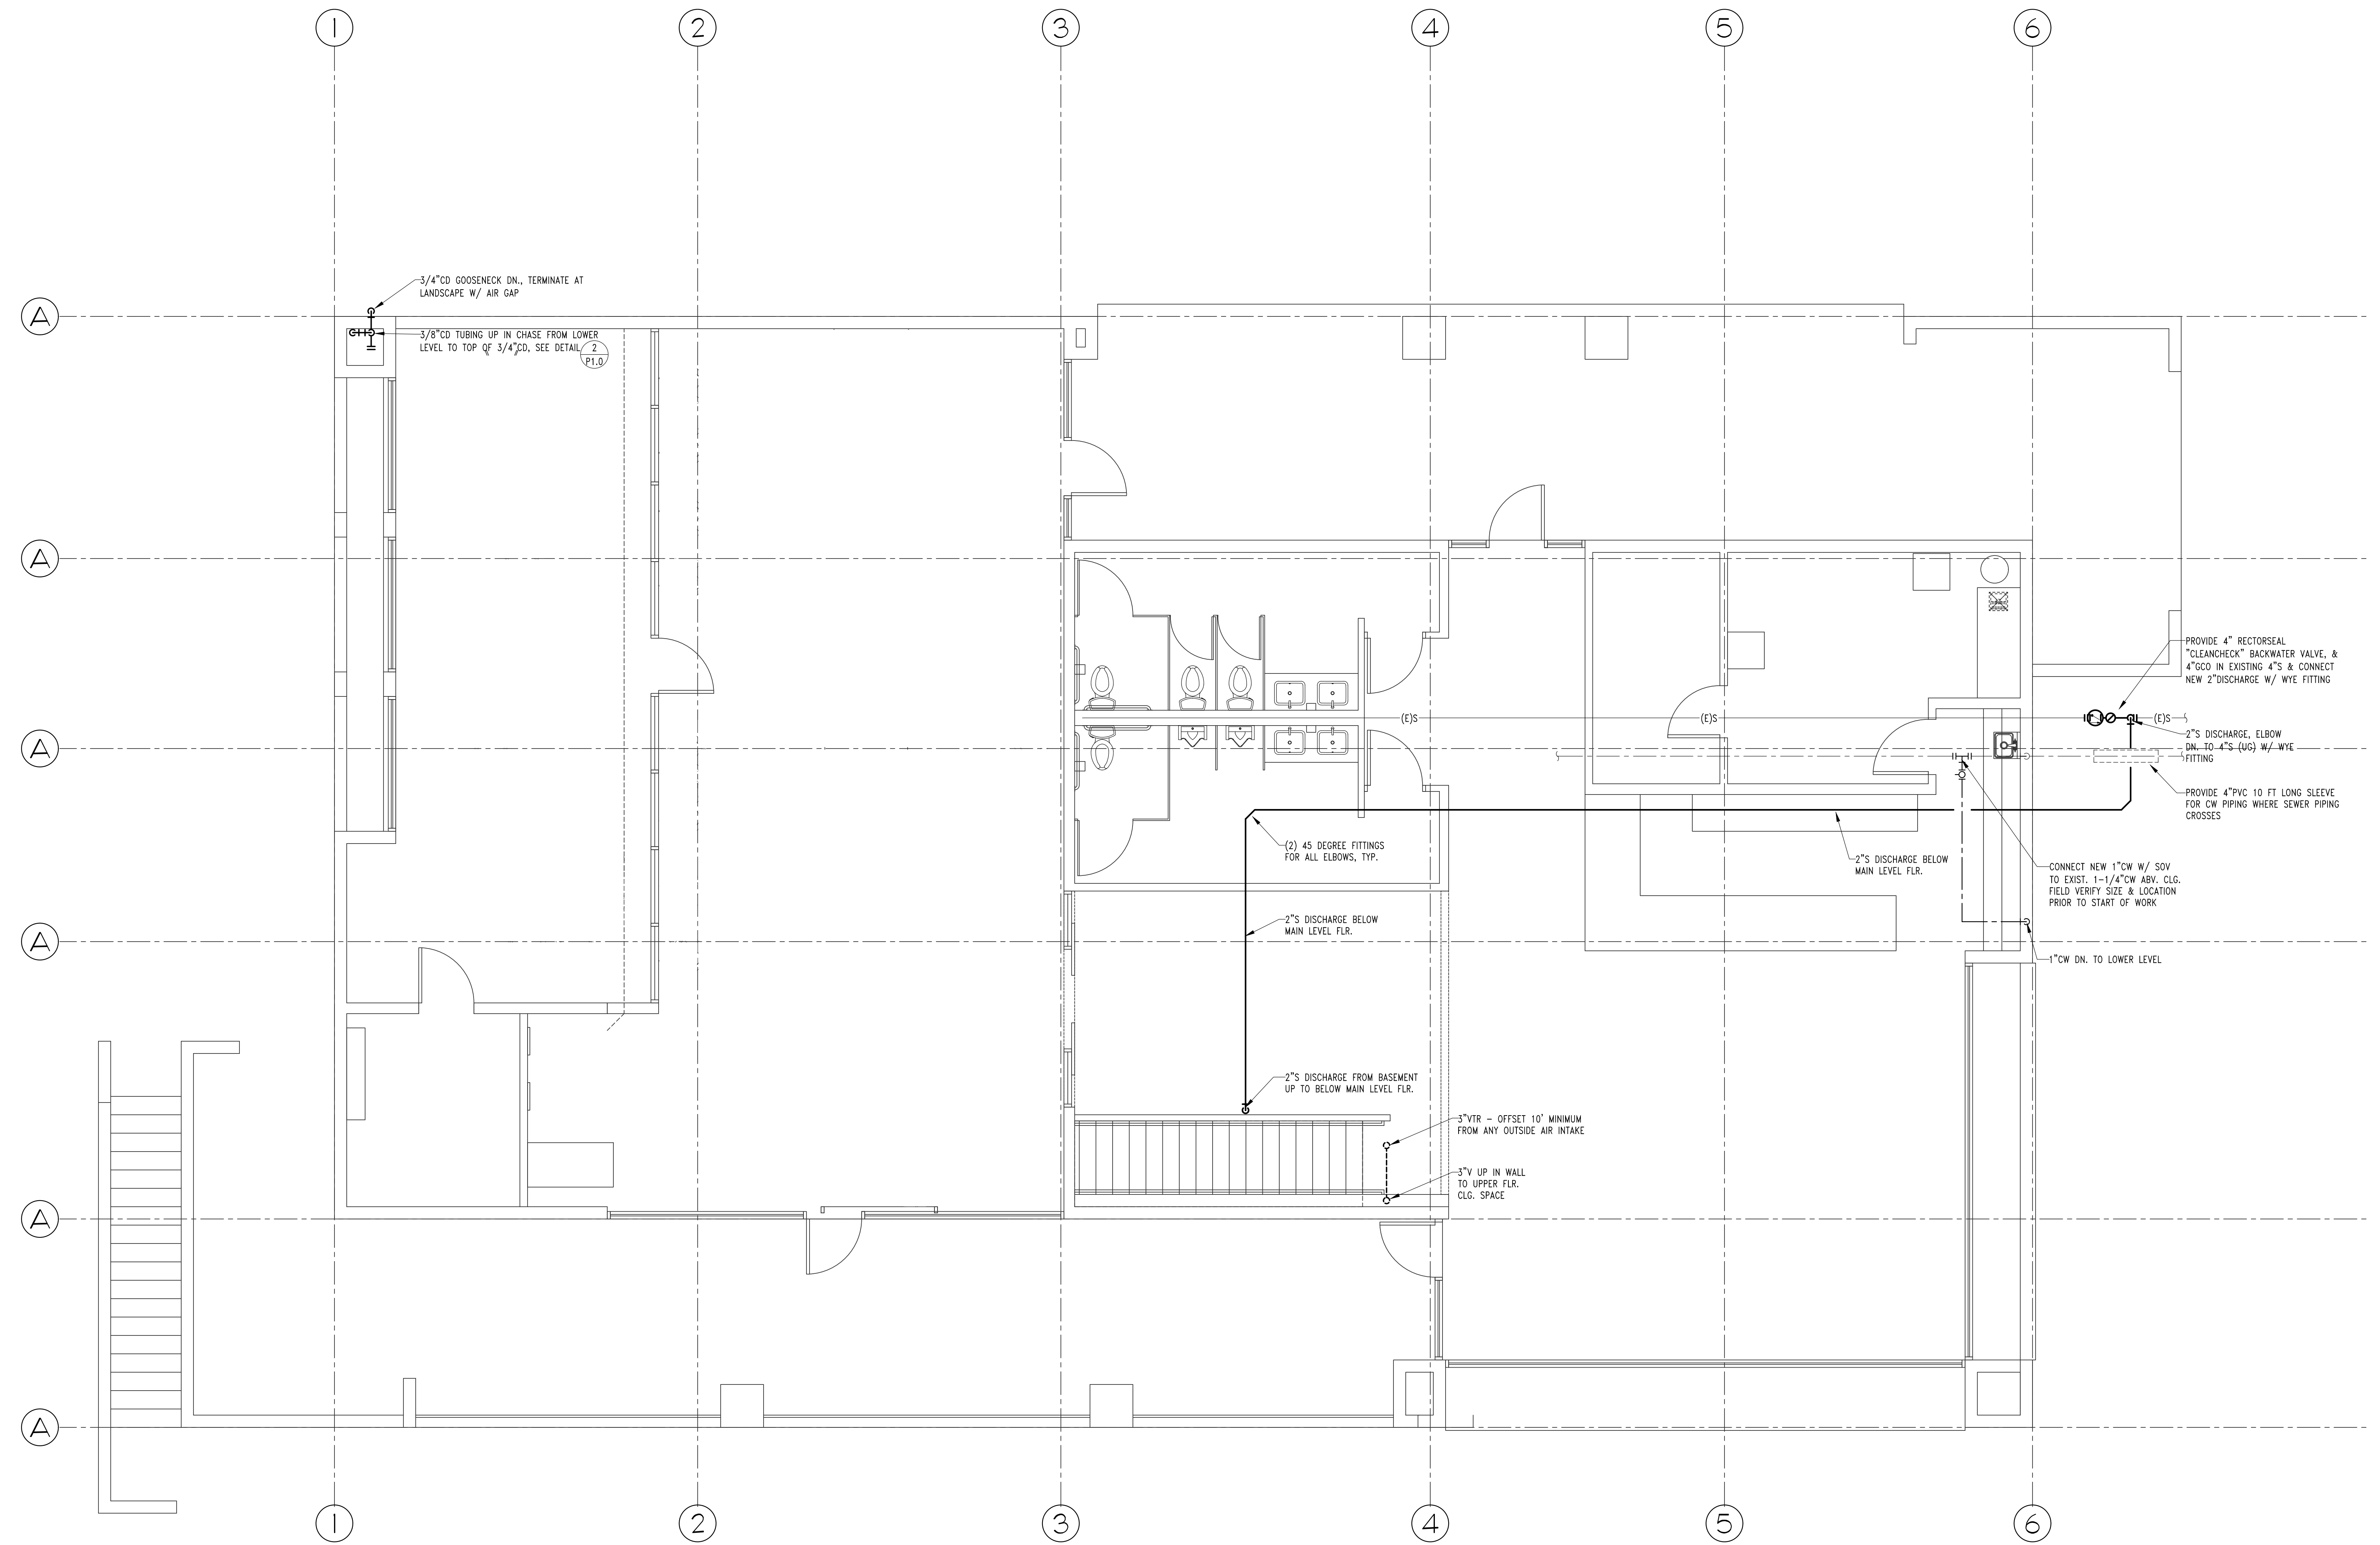 1 2 3 4 5 6
A
3/4"CD GOOSENECK DN., TERMINATE AT
LANDSCAPE W/ AIR GAP
3/8"CD TUBING UP IN CHASE FROM LOWER
LEVEL TO TOP OF 3/4"CD, SEE DETAIL
2
P1.0
A
PROVIDE 4" RECTORSEAL
"CLEANCHECK" BACKWATER VALVE, &
4"GCO IN EXISTING 4"S & CONNECT
NEW 2"DISCHARGE W/ WYE FITTING
(E)S (E)S (E)S
2"S DISCHARGE, ELBOW
DN. TO 4"S (UG) W/ WYE
FITTING
A
PROVIDE 4"PVC 10 FT LONG SLEEVE
FOR CW PIPING WHERE SEWER PIPING
CROSSES
(2) 45 DEGREE FITTINGS
FOR ALL ELBOWS, TYP.
2"S DISCHARGE BELOW
MAIN LEVEL FLR.
CONNECT NEW 1"CW W/ SOV
TO EXIST. 1-1/4"CW ABV. CLG.
FIELD VERIFY SIZE & LOCATION
PRIOR TO START OF WORK
2"S DISCHARGE BELOW
MAIN LEVEL FLR.
A
1"CW DN. TO LOWER LEVEL
2"S DISCHARGE FROM BASEMENT
UP TO BELOW MAIN LEVEL FLR.
3"VTR - OFFSET 10' MINIMUM
FROM ANY OUTSIDE AIR INTAKE
3"V UP IN WALL
TO UPPER FLR.
CLG. SPACE
A
A
1 2 3 4 5 6